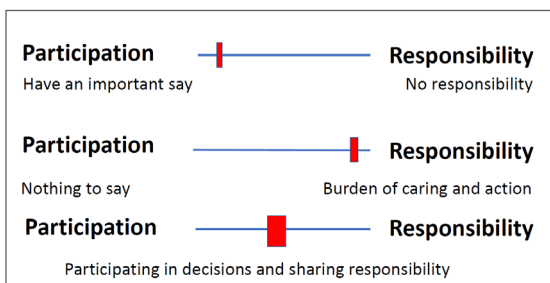 Participation Responsibility
Have an important say No responsibility
Participation Responsibility
Nothing to say Burden of caring and action
Participation Responsibility
Participating in decisions and sharing responsibility